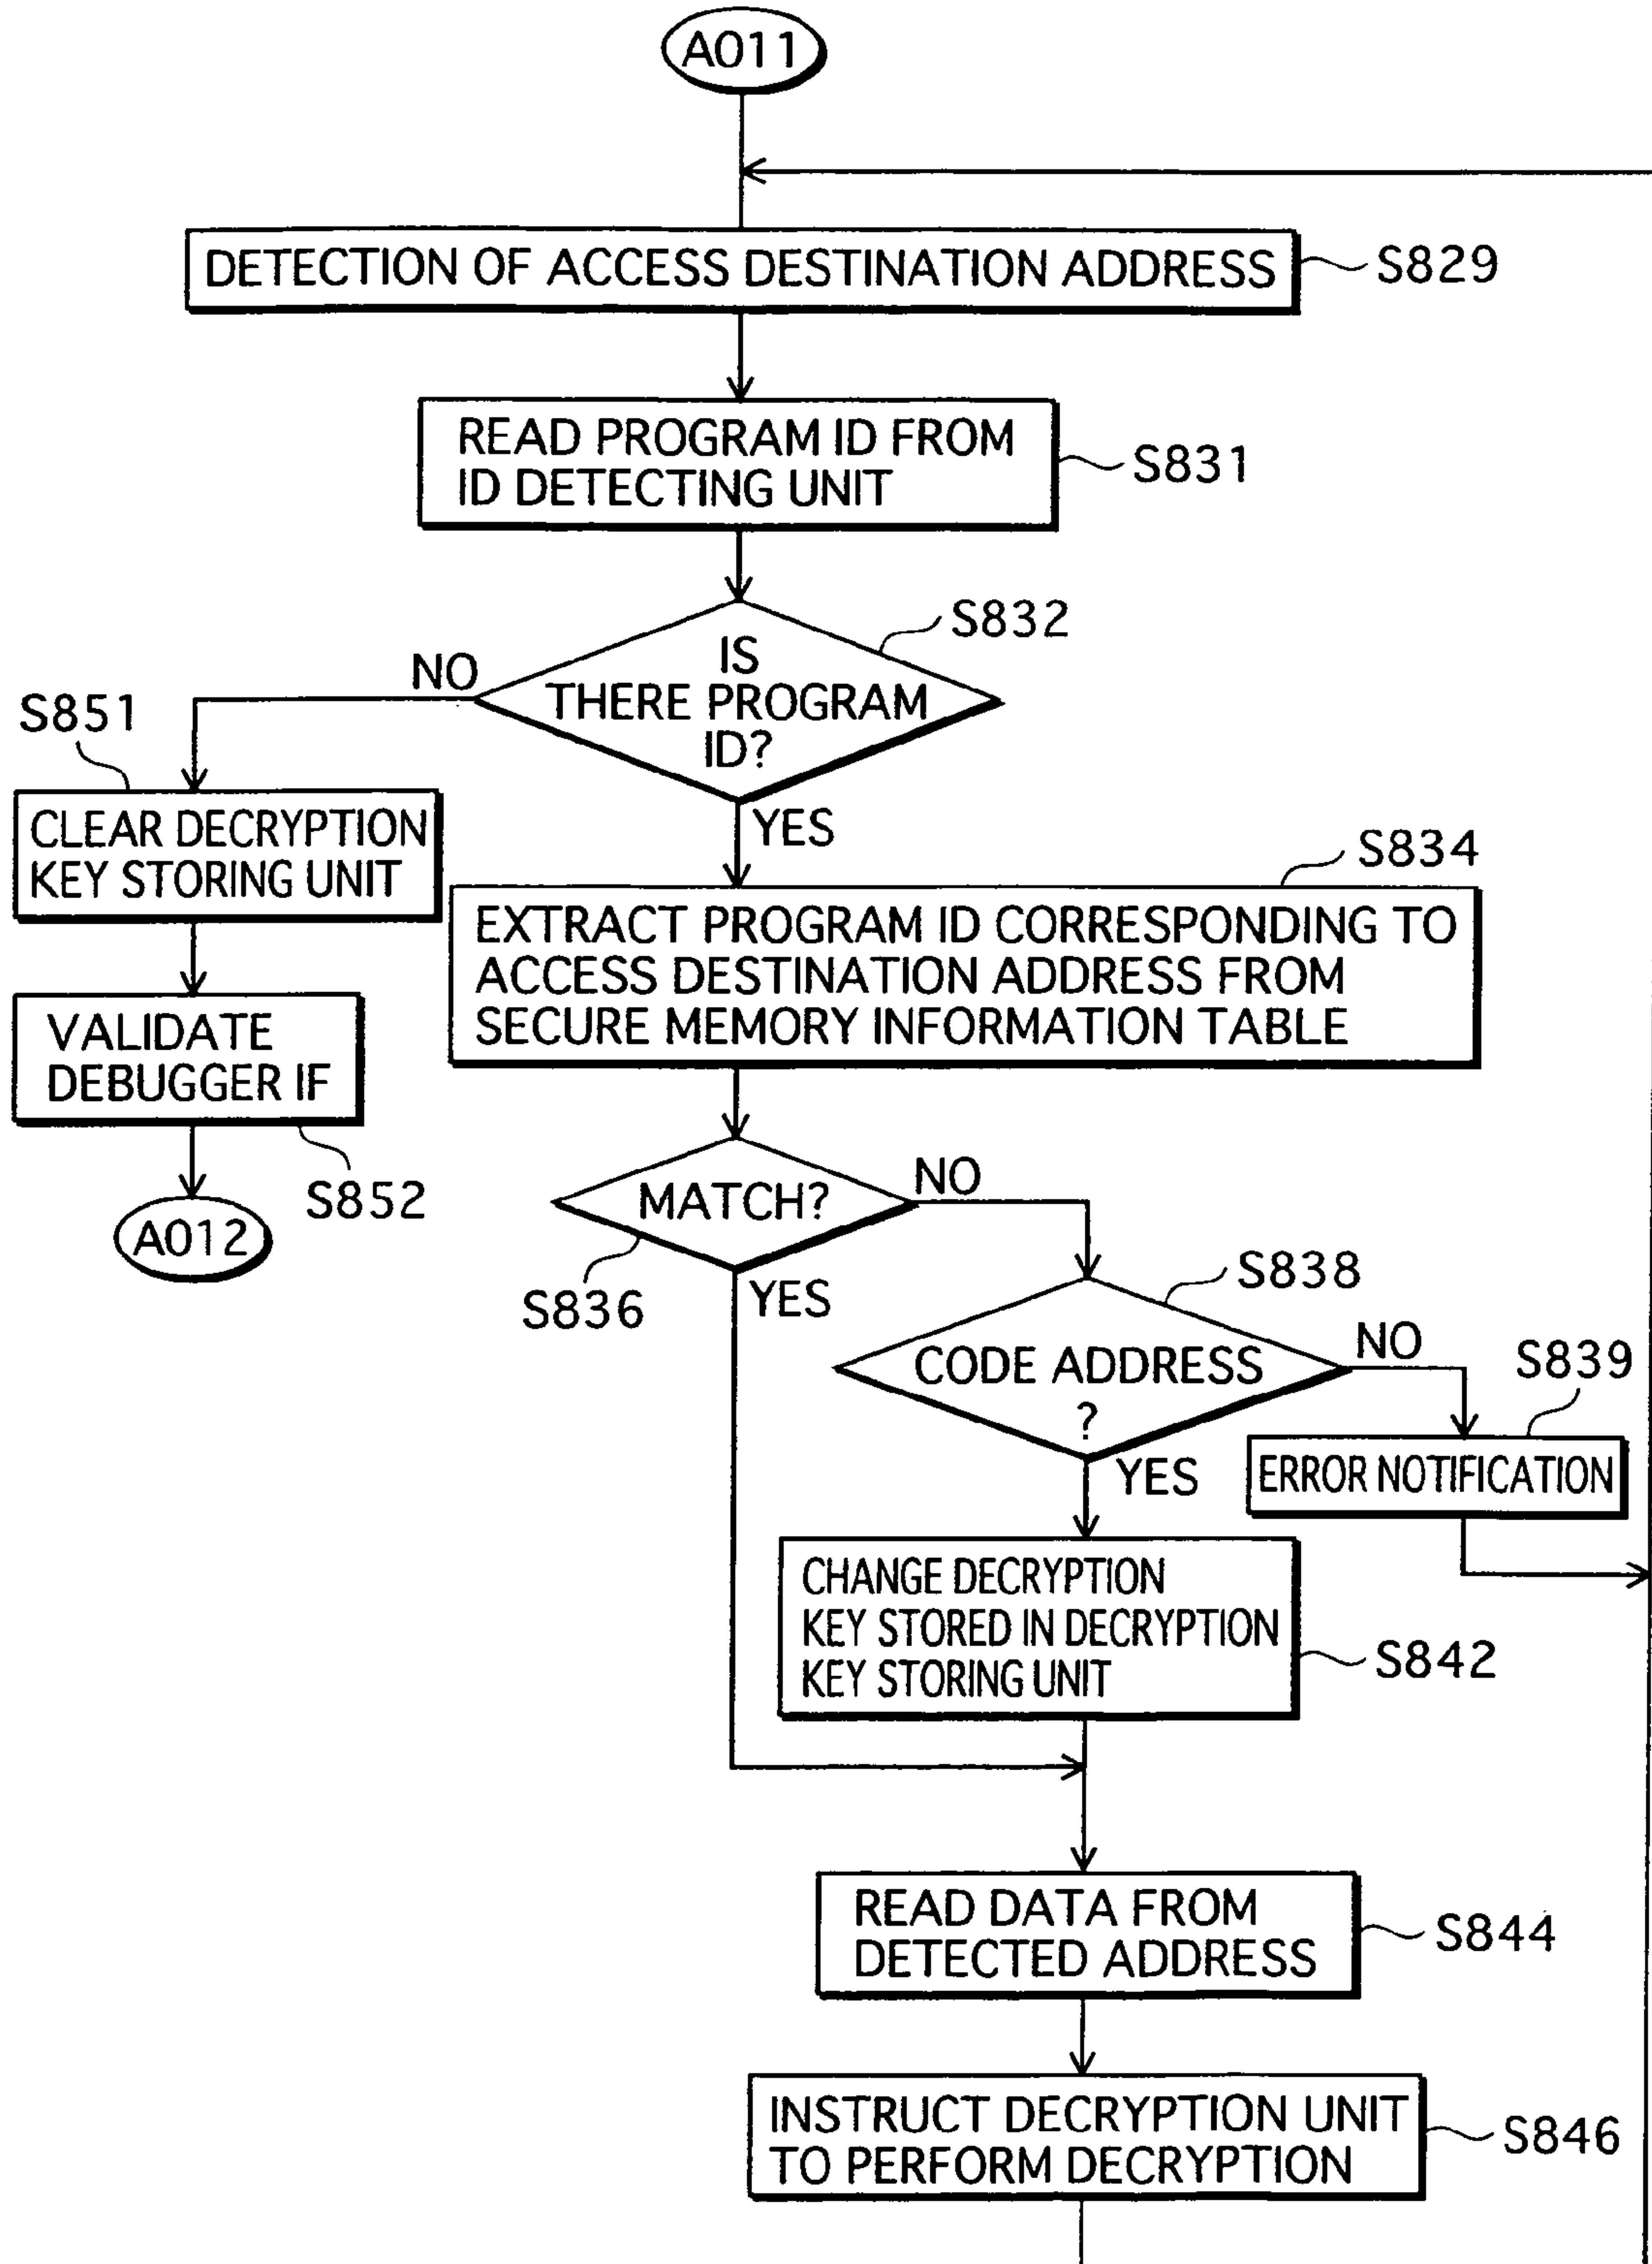 A011
DETECTION OF ACCESS DESTINATION ADDRESS
S829
READ PROGRAM ID FROM
ID DETECTING UNIT
S831
S832
IS
THERE PROGRAM
ID?
NO
YES
S851
CLEAR DECRYPTION
KEY STORING UNIT
VALIDATE
DEBUGGER IF
S852
A012
S834
EXTRACT PROGRAM ID CORRESPONDING TO
ACCESS DESTINATION ADDRESS FROM
SECURE MEMORY INFORMATION TABLE
MATCH?
NO
S836
YES
S838
CODE ADDRESS
?
NO
S839
ERROR NOTIFICATION
YES
CHANGE DECRYPTION
KEY STORED IN DECRYPTION
KEY STORING UNIT
S842
READ DATA FROM
DETECTED ADDRESS
S844
INSTRUCT DECRYPTION UNIT
TO PERFORM DECRYPTION
S846